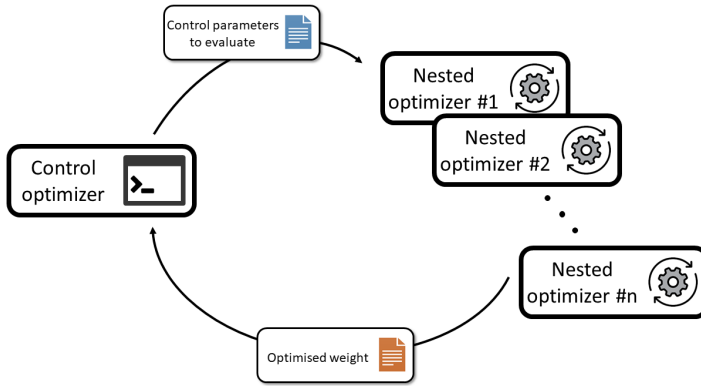 Control parameters
to evaluate
Nested
optimizer #1
Nested
optimizer #2
Control
optimizer
>_
Nested
optimizer #n
Optimised weight